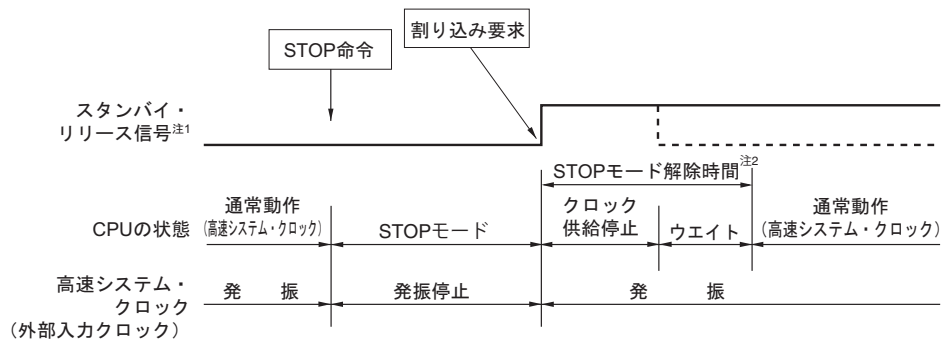 割り込み要求
STOP命令
スタンバイ・
リリース信号注1
STOPモード解除時間注2
CPUの状態
通常動作
(高速システム・クロック)
STOPモード
クロック
供給停止
ウエイト
通常動作
(高速システム・クロック)
高速システム・
クロック
(外部入力クロック)
発 振
発振停止
発 振